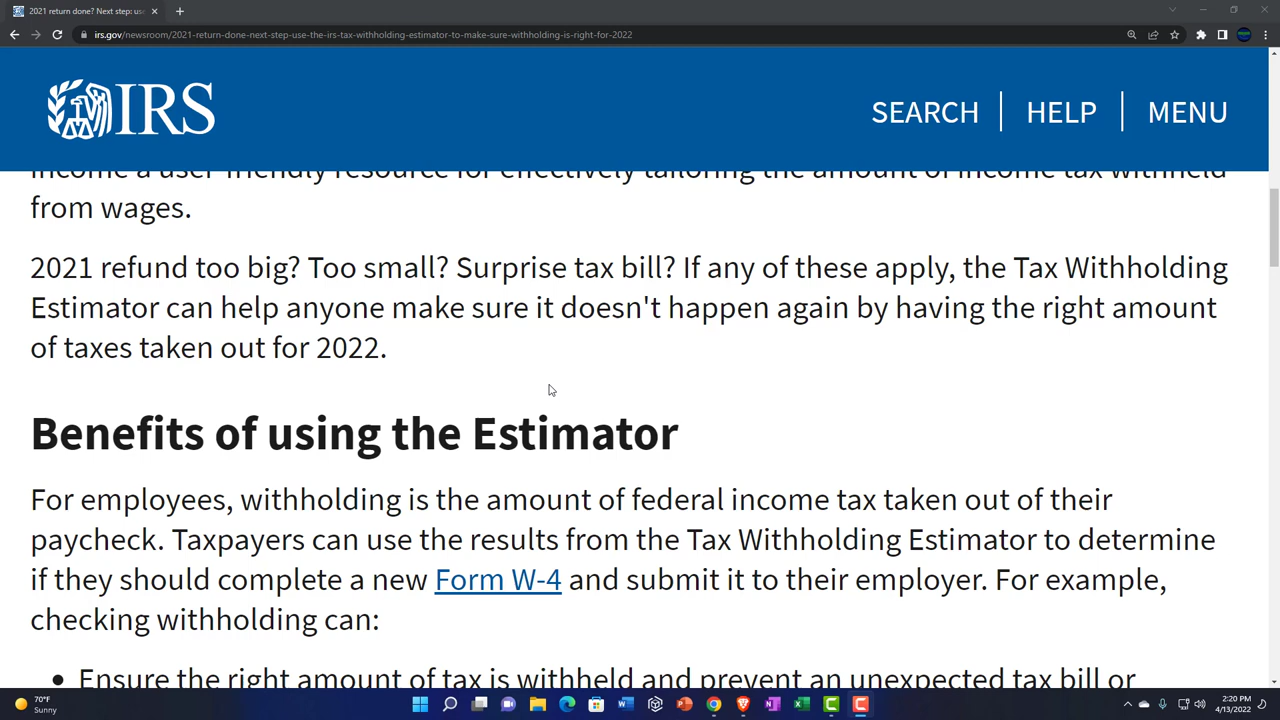 2021 return done? Next step: use
irs.gov/newsroom/2021-return-done-next-step-use-the-irs-tax-withholding-estimator-to-make-sure-withholding-is-right-for-2022
IRS
SEARCH
HELP
MENU
income a user-friendly resource for effectively tailoring the amount of income tax withheld
from wages.
2021 refund too big? Too small? Surprise tax bill? If any of these apply, the Tax Withholding
Estimator can help anyone make sure it doesn't happen again by having the right amount
of taxes taken out for 2022.
Benefits of using the Estimator
For employees, withholding is the amount of federal income tax taken out of their
paycheck. Taxpayers can use the results from the Tax Withholding Estimator to determine
if they should complete a new Form W-4 and submit it to their employer. For example,
checking withholding can:
• Ensure the right amount of tax is withheld and prevent an unexpected tax bill or
70°F
Sunny
2:20 PM
4/13/2022